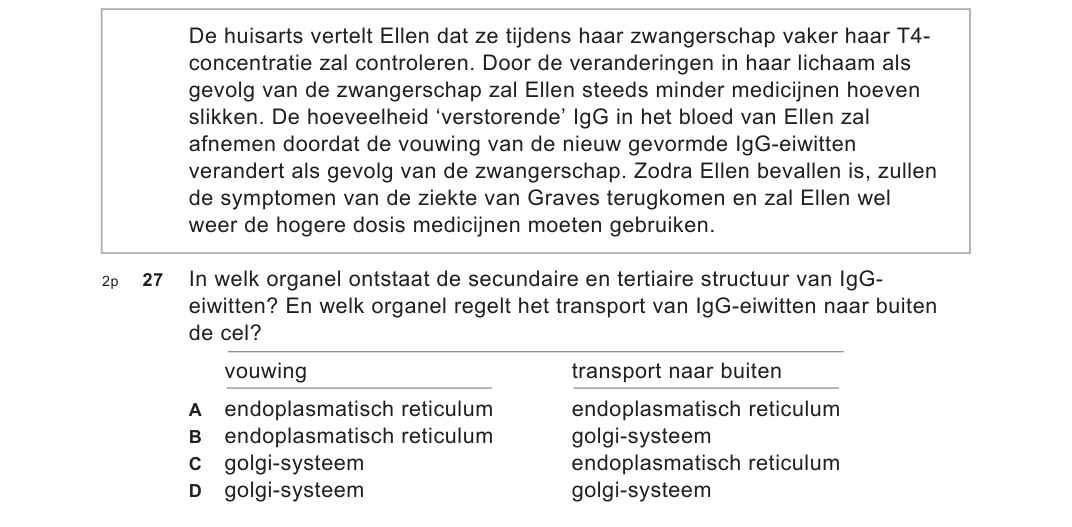 De huisarts vertelt Ellen dat ze tijdens haar zwangerschap vaker haar T4-
concentratie zal controleren. Door de veranderingen in haar lichaam als
gevolg van de zwangerschap zal Ellen steeds minder medicijnen hoeven
slikken. De hoeveelheid ‘verstorende’ IgG in het bloed van Ellen zal
afnemen doordat de vouwing van de nieuw gevormde IgG-eiwitten
verandert als gevolg van de zwangerschap. Zodra Ellen bevallen is, zullen
de symptomen van de ziekte van Graves terugkomen en zal Ellen wel
weer de hogere dosis medicijnen moeten gebruiken.
2p 27 In welk organel ontstaat de secundaire en tertiaire structuur van IgG-
eiwitten? En welk organel regelt het transport van IgG-eiwitten naar buiten
de cel?
vouwing transport naar buiten
A endoplasmatisch reticulum endoplasmatisch reticulum
B endoplasmatisch reticulum golgi-systeem
C golgi-systeem endoplasmatisch reticulum
D golgi-systeem golgi-systeem